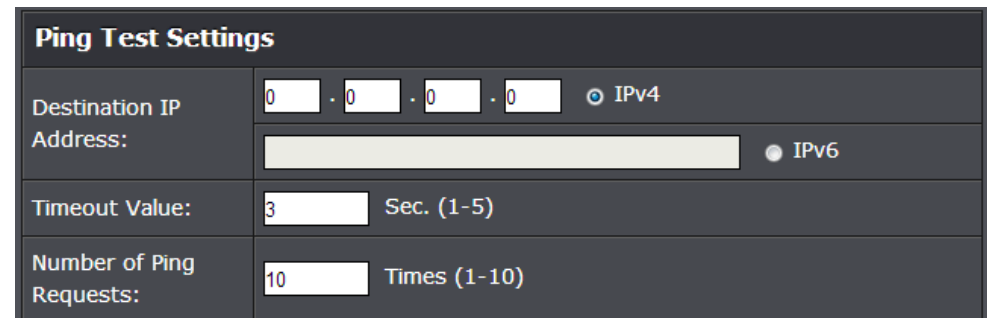 Ping Test Settings
Destination IP
Address:
0 . 0 . 0 . 0 IPv4
IPv6
Timeout Value:
3 Sec. (1-5)
Number of Ping
Requests:
10 Times (1-10)